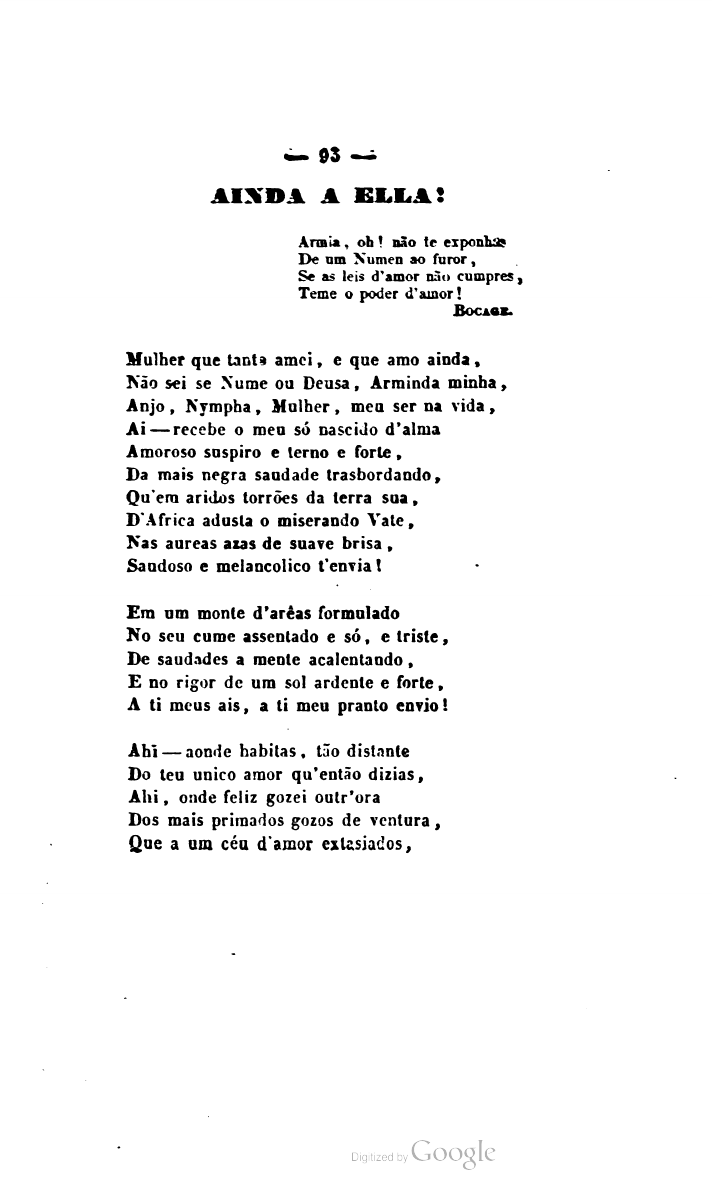 — 93 —
AINDA A ELLA!
Armia, oh! não te exponhas
De um Numen ao furor,
Se as leis d'amor não cumpres,
Teme o poder d'amor!
BOCAGE.
Mulher que tanto amei, e que amo ainda,
Não sei se Nume ou Deusa, Arminda minha,
Anjo, Nympha, Mulher, meu ser na vida,
Ai—recebe o meu só nascido d'alma
Amoroso suspiro e terno e forte,
Da mais negra saudade trasbordando,
Qu'em aridos torrões da terra sua,
D'Africa adusta o miserando Vate,
Nas aureas azas de suave brisa,
Saudoso e melancolico t'envia!
Em um monte d'arêas formulado
No seu cume assentado e só, e triste,
De saudades a mente acalentando,
E no rigor de um sol ardente e forte,
A ti meus ais, a ti meu pranto envio!
Ahi—aonde habitas, tão distante
Do teu unico amor qu'então dizias,
Ahi, onde feliz gozei outr'ora
Dos mais primados gozos de ventura,
Que a um céu d'amor extasiados,
Digitized by Google